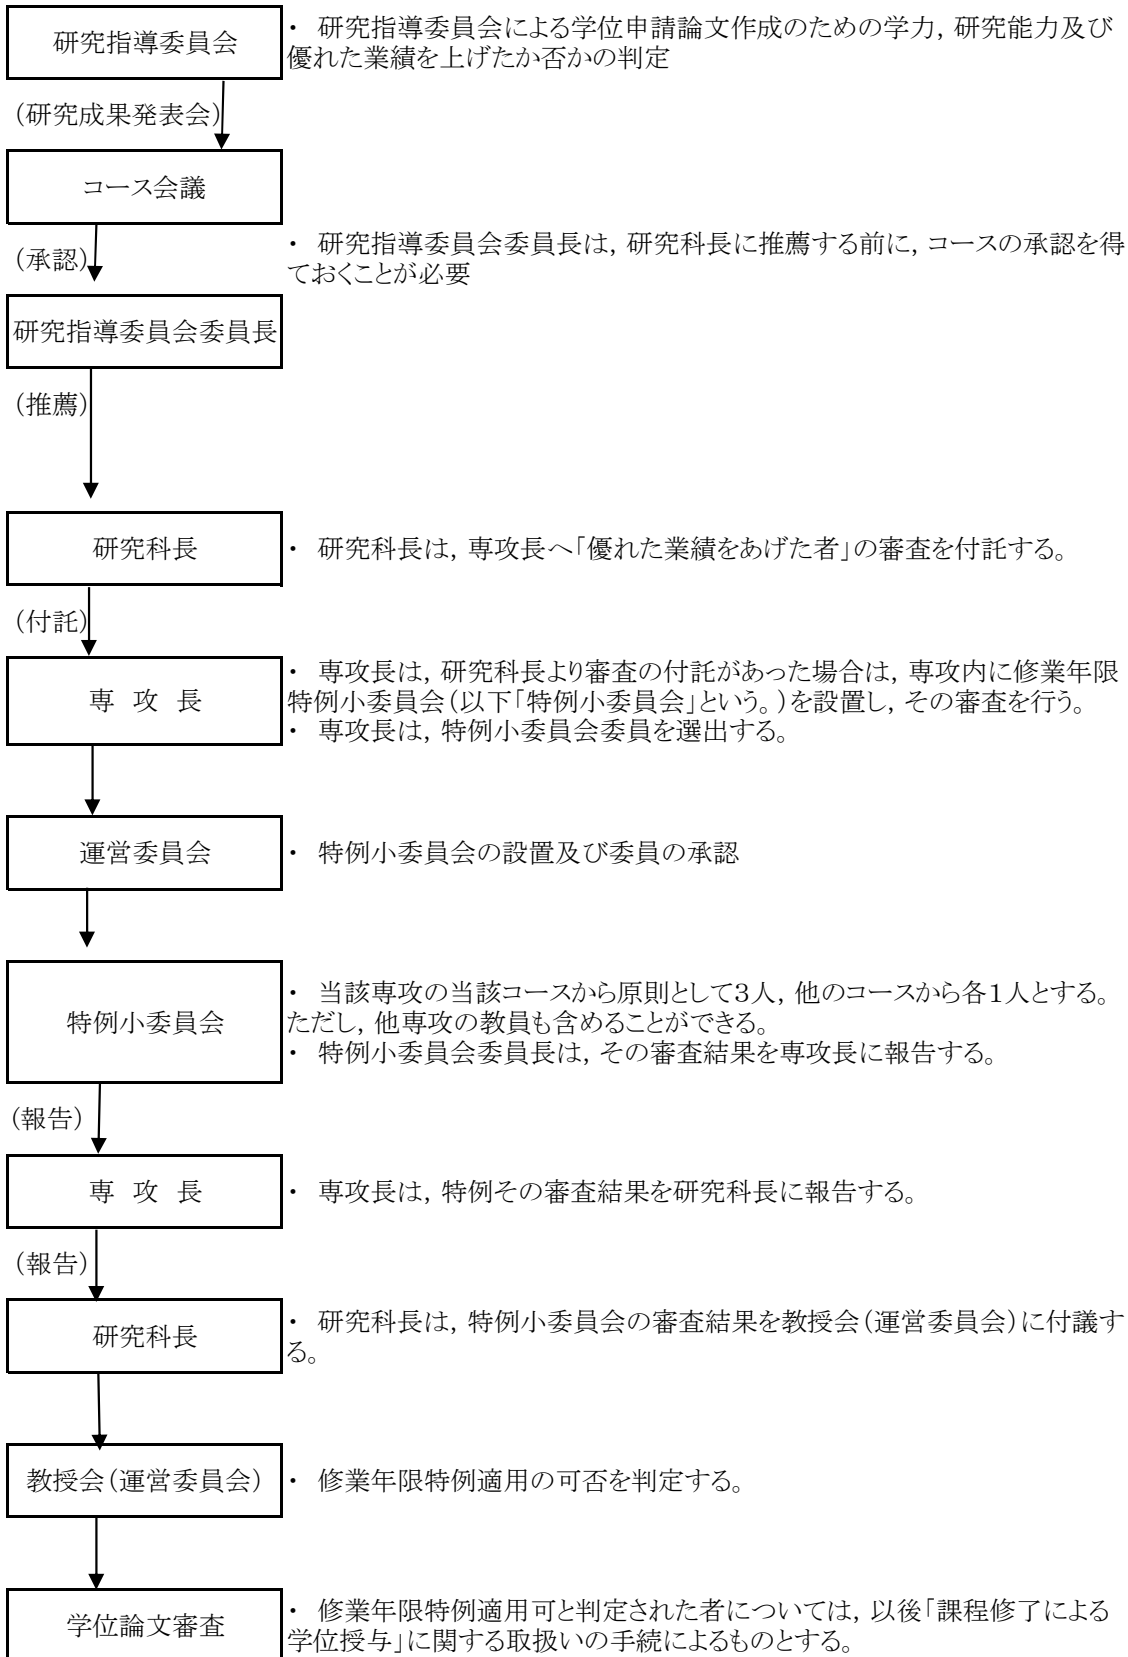 研究指導委員会
・ 研究指導委員会による学位申請論文作成のための学力，研究能力及び
優れた業績を上げたか否かの判定
（研究成果発表会）
コース会議
（承認）
・ 研究指導委員会委員長は，研究科長に推薦する前に，コースの承認を得
ておくことが必要
研究指導委員会委員長
（推薦）
研究科長
・ 研究科長は，専攻長へ「優れた業績をあげた者」の審査を付託する。
（付託）
専 攻 長
・ 専攻長は，研究科長より審査の付託があった場合は，専攻内に修業年限
特例小委員会（以下「特例小委員会」という。）を設置し，その審査を行う。
・ 専攻長は，特例小委員会委員を選出する。
運営委員会
・ 特例小委員会の設置及び委員の承認
特例小委員会
・ 当該専攻の当該コースから原則として３人，他のコースから各１人とする。
ただし，他専攻の教員も含めることができる。
・ 特例小委員会委員長は，その審査結果を専攻長に報告する。
（報告）
専 攻 長
・ 専攻長は，特例その審査結果を研究科長に報告する。
（報告）
研究科長
・ 研究科長は，特例小委員会の審査結果を教授会（運営委員会）に付議す
る。
教授会（運営委員会）
・ 修業年限特例適用の可否を判定する。
学位論文審査
・ 修業年限特例適用可と判定された者については，以後「課程修了による
学位授与」に関する取扱いの手続によるものとする。